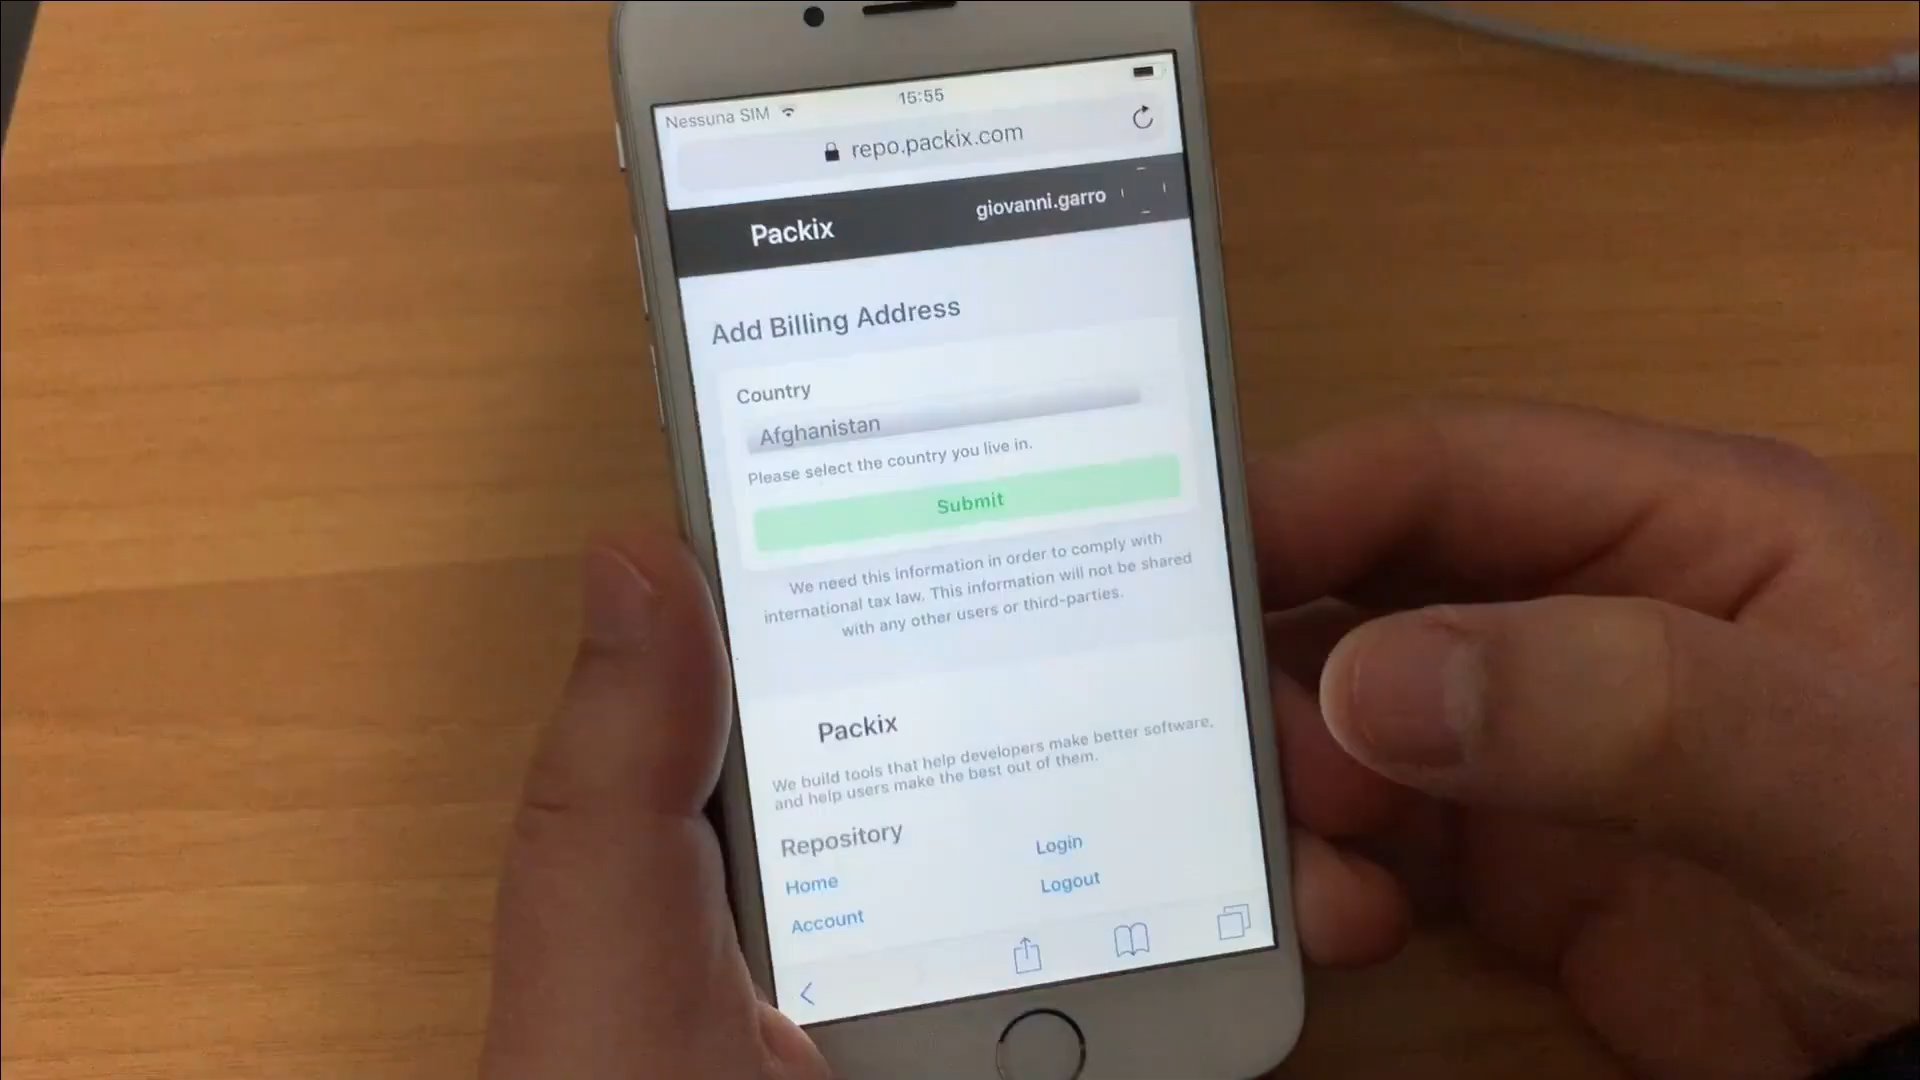 Nessuna SIM
15:55
repo.packix.com
Packix
giovanni.garro
Add Billing Address
Country
Afghanistan
Please select the country you live in.
Submit
We need this information in order to comply with
international tax law. This information will not be shared
with any other users or third-parties.
Packix
We build tools that help developers make better software,
and help users make the best out of them.
Repository
Home
Account
Login
Logout